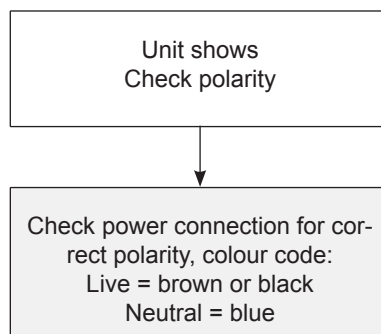 Unit shows
Check polarity
Check power connection for cor-
rect polarity, colour code:
Live = brown or black
Neutral = blue